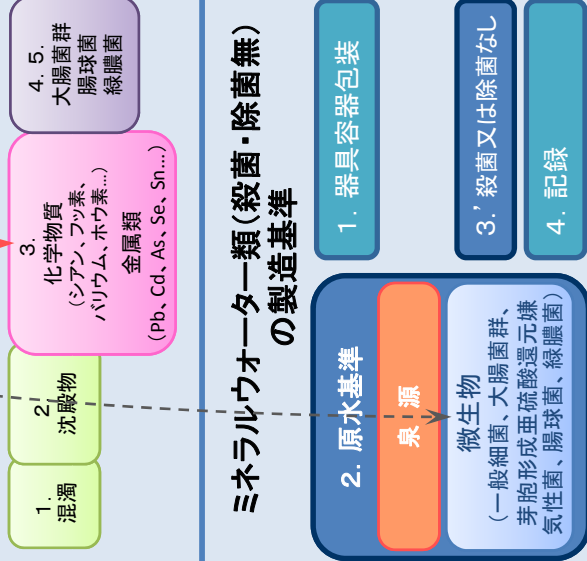 1.
混濁
2
沈殿物
3.
化学物質
(シアン、フッ素、
バリウム、ホウ素…)
金属類
(Pb、Cd、As、Se、Sn…)
4. 5.
大腸菌群
腸球菌
緑膿菌
ミネラルウォーター類(殺菌・除菌無)
の製造基準
1. 器具容器包装
2. 原水基準
泉 源
微生物
(一般細菌、大腸菌群、
芽胞形成亜硫酸還元嫌
気性菌、腸球菌、緑膿菌)
3.’ 殺菌又は除菌なし
4. 記録